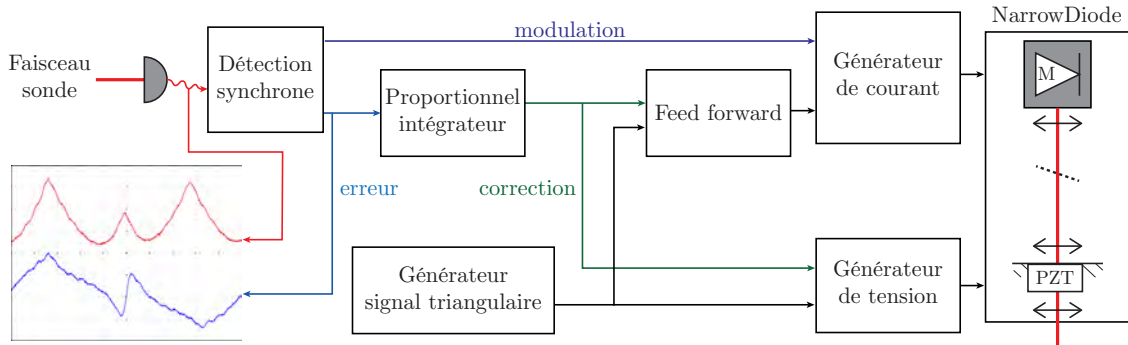 NarrowDiode
modulation
Faisceau
sonde
Détection
synchrone
Générateur
de courant
M
Proportionnel
intégrateur
Feed forward
erreur
correction
Générateur
signal triangulaire
Générateur
de tension
PZT